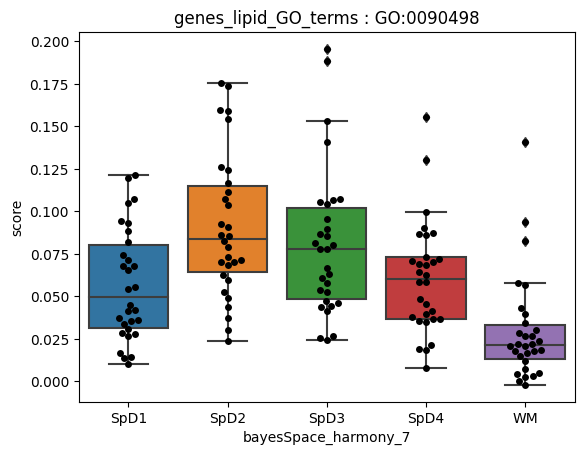 genes_lipid_GO_terms : GO:0090498
score
0.200
0.175
0.150
0.125
0.100
0.075
0.050
0.025
0.000
SpD1 SpD2 SpD3 SpD4 WM
bayesSpace_harmony_7